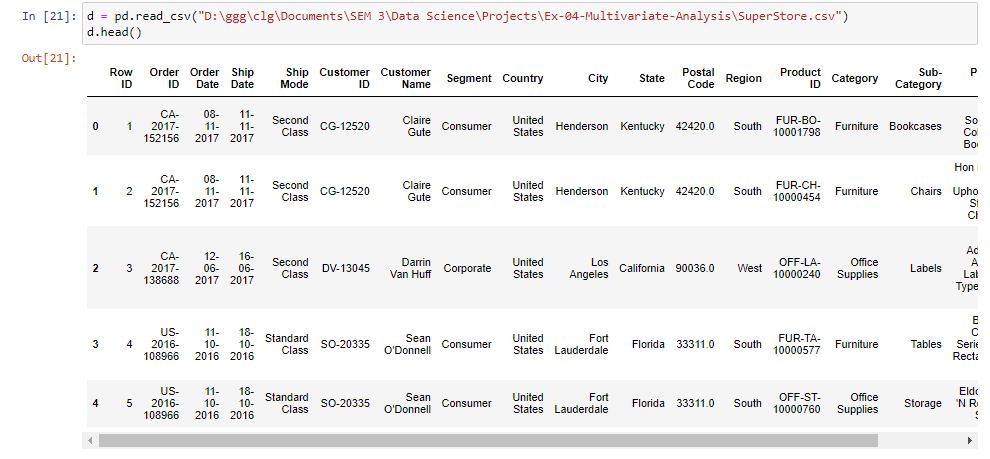 In [21]: d = pd.read_csv("D:\ggg\clg\Documents\SEM 3\Data Science\Projects\Ex-04-Multivariate-Analysis\SuperStore.csv")
d.head()
Out[21]:
Row ID Order ID Order Date Ship Date Ship Mode Customer ID Customer Name Segment Country City State Postal Code Region Product ID Category Sub-Category P
0 1 CA-2017-152156 08-11-2017 11-11-2017 Second Class CG-12520 Claire Gute Consumer United States Henderson Kentucky 42420.0 South FUR-BO-10001798 Furniture Bookcases So Col Boo
1 2 CA-2017-152156 08-11-2017 11-11-2017 Second Class CG-12520 Claire Gute Consumer United States Henderson Kentucky 42420.0 South FUR-CH-10000454 Furniture Chairs Hon Upho St Ch
2 3 CA-2017-138688 12-06-2017 16-06-2017 Second Class DV-13045 Darrin Van Huff Corporate United States Los Angeles California 90036.0 West OFF-LA-10000240 Office Supplies Labels Ad A Lab Type
3 4 US-2016-108966 11-10-2016 18-10-2016 Standard Class SO-20335 Sean O'Donnell Consumer United States Fort Lauderdale Florida 33311.0 South FUR-TA-10000577 Furniture Tables B C Serie Recta
4 5 US-2016-108966 11-10-2016 18-10-2016 Standard Class SO-20335 Sean O'Donnell Consumer United States Fort Lauderdale Florida 33311.0 South OFF-ST-10000760 Office Supplies Storage Eldo 'N R